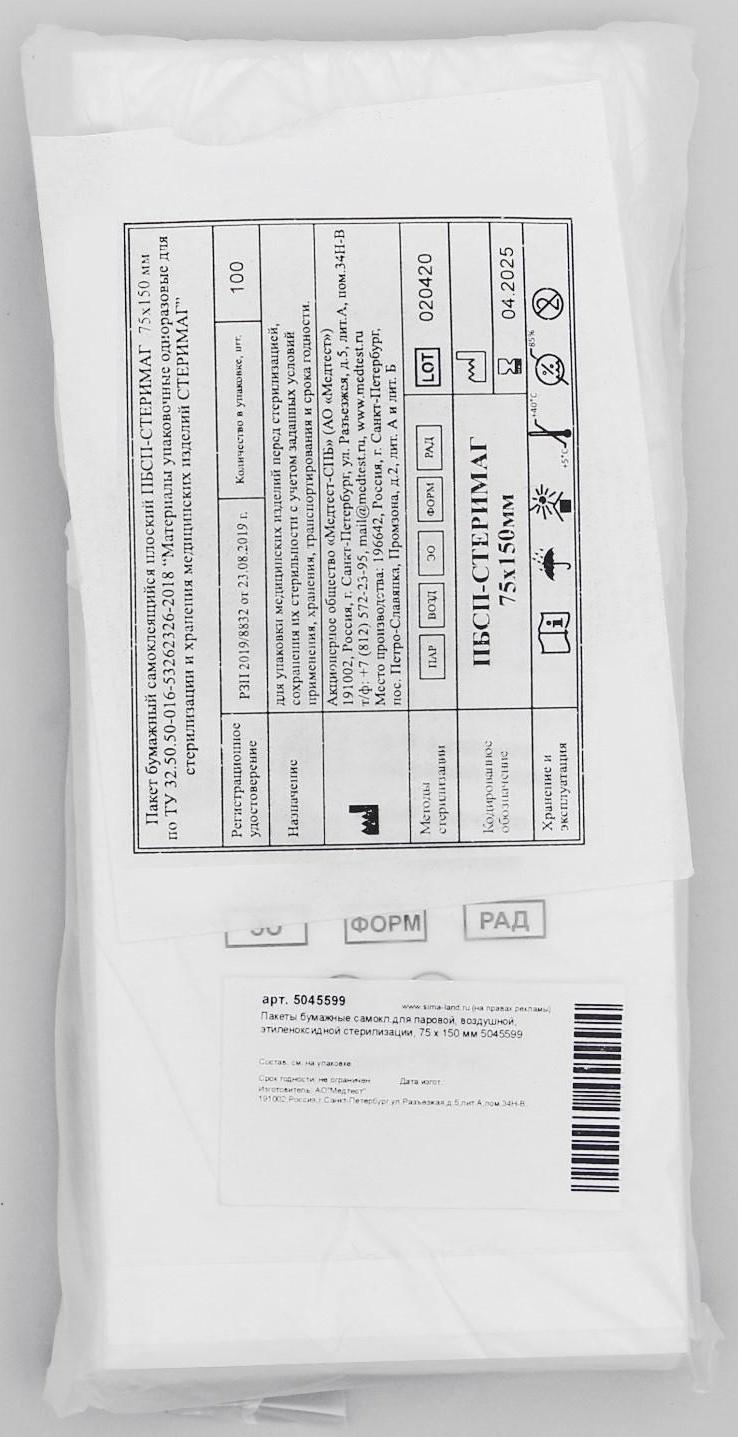 Пакет бумажный самоклеящийся плоский ПБСП-СТЕРИМАГ 75х150 мм
по ТУ 32.50.50-016-53262326-2018 "Материалы упаковочные одноразовые для
стерилизации и хранения медицинских изделий СТЕРИМАГ"
Регистрационное
удостоверение
РЗП 2019/8832 от 23.08.2019 г.
Количество в упаковке, шт.
100
Назначение
для упаковки медицинских изделий перед стерилизацией,
сохранения их стерильности с учетом заданных условий
применения, хранения, транспортирования и срока годности.
Акционерное общество «Медтест-СПБ» (АО «Медтест»)
191002, Россия, г. Санкт-Петербург, ул. Разъезжая, д.5, лит.А, пом.34Н-В
т/ф: +7 (812) 572-23-95, mail@medtest.ru, www.medtest.ru
Место производства: 196642, Россия, г. Санкт-Петербург,
пос. Петро-Славянка, Промзона, д.2, лит. А и лит. Б
Методы
стерилизации
ПАР ВОЗД ЭО ФОРМ РАД
LOT 020420
Кодированное
обозначение
ПБСП-СТЕРИМАГ
75х150мм
04.2025
Хранение и
эксплуатация
+5°C +40°C 85%
ФОРМ РАД
арт. 5045599
www.sima-land.ru (на правах рекламы)
Пакеты бумажные самокл.для паровой, воздушной,
этиленоксидной стерилизации, 75 х 150 мм 5045599
Состав: см. на упаковке
Срок годности: не ограничен Дата изгот.:
Изготовитель: АО"Медтест"
191002,Россия,г.Санкт-Петербург,ул.Разъезжая,д.5,лит.А,пом.34Н-В.